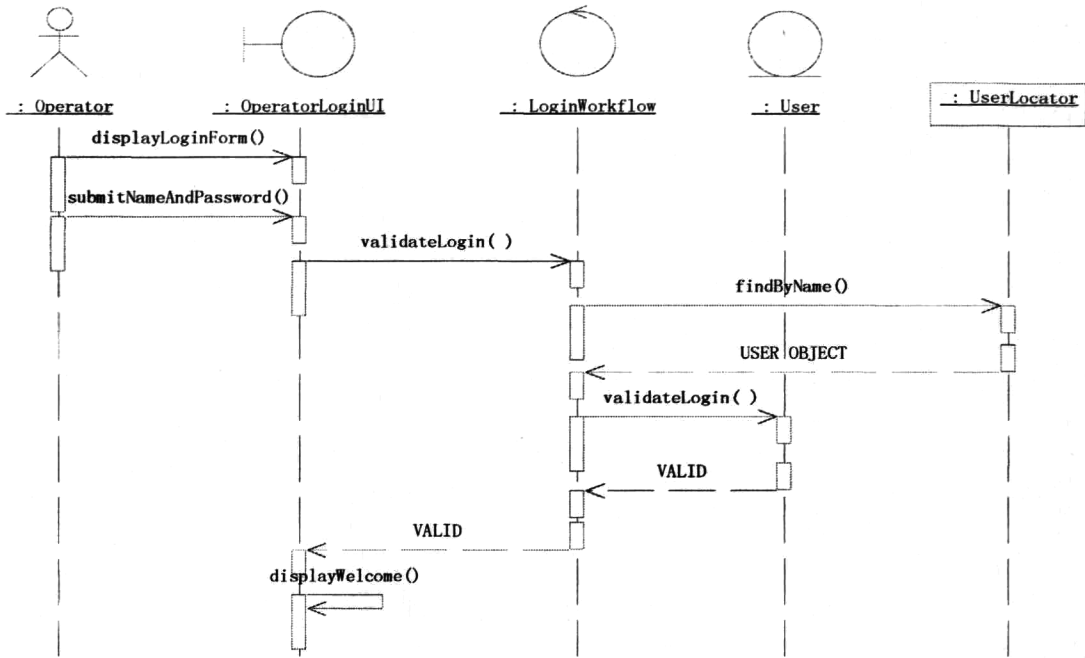 : Operator
: OperatorLoginUI
: LoginWorkflow
: User
: UserLocator
displayLoginForm()
submitNameAndPassword()
validateLogin( )
findByName()
USER OBJECT
validateLogin( )
VALID
VALID
displayWelcome()